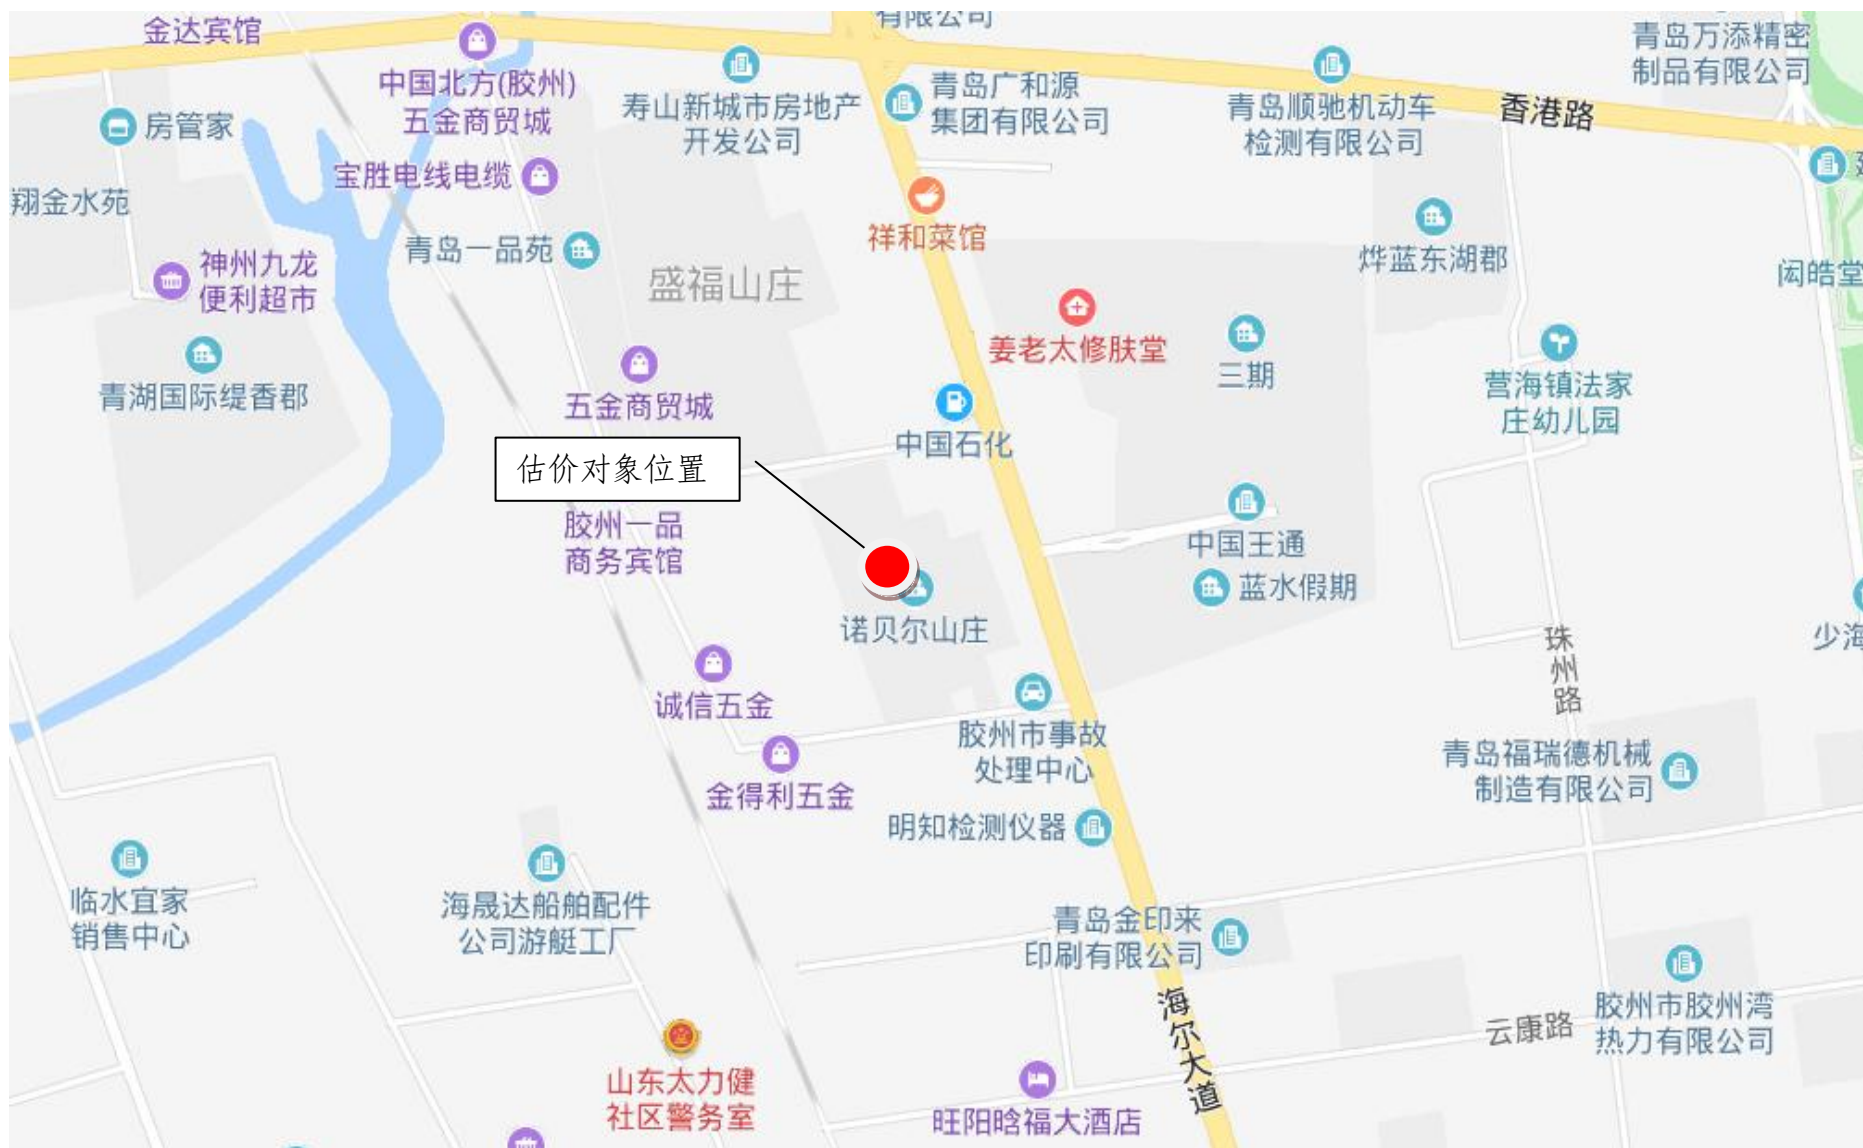 金达宾馆
有限公司
青岛万添精密
制品有限公司
中国北方(胶州)
五金商贸城
寿山新城市房地产
开发公司
青岛广和源
集团有限公司
青岛顺驰机动车
检测有限公司
香港路
房管家
宝胜电线电缆
翔金水苑
祥和菜馆
青岛一品苑
神州九龙
便利超市
盛福山庄
烨蓝东湖郡
闳皓堂
姜老太修肤堂
三期
青湖国际缇香郡
五金商贸城
营海镇法家
庄幼儿园
中国石化
估价对象位置
胶州一品
商务宾馆
中国王通
蓝水假期
诺贝尔山庄
少海
珠州路
诚信五金
胶州市事故
处理中心
青岛福瑞德机械
制造有限公司
金得利五金
明知检测仪器
临水宜家
销售中心
海晟达船舶配件
公司游艇工厂
青岛金印来
印刷有限公司
海尔大道
云康路
胶州市胶州湾
热力有限公司
山东太力健
社区警务室
旺阳晗福大酒店